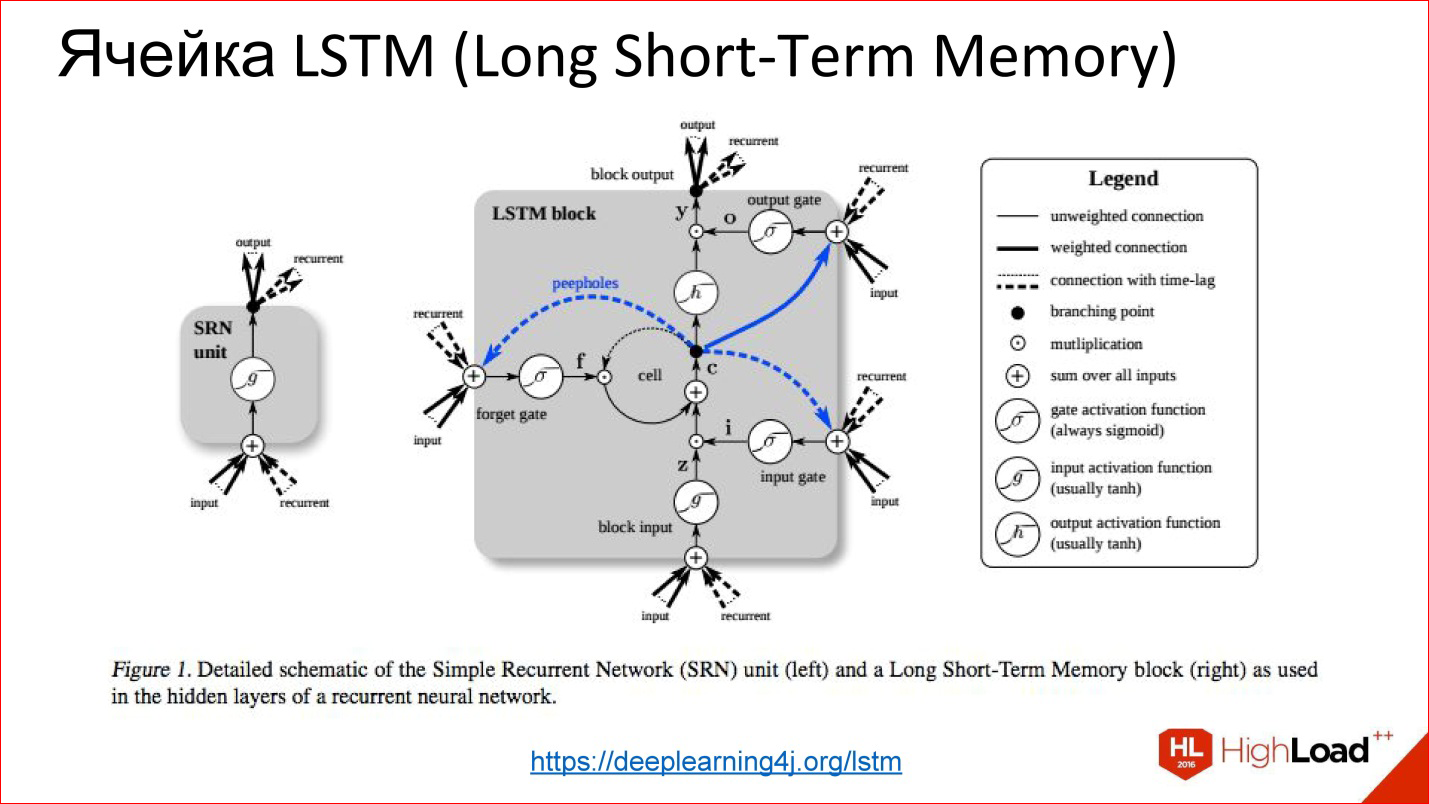 Ячейка LSTM (Long Short-Term Memory)
output
recurrent
SRN
unit
g
input
recurrent
output
recurrent
block output
LSTM block
y
o
output gate
σ
recurrent
input
h
peepholes
recurrent
input
f
σ
forget gate
cell
c
recurrent
i
σ
input gate
input
z
g
block input
input
recurrent
Legend
unweighted connection
weighted connection
connection with time-lag
branching point
mutliplication
sum over all inputs
σ
gate activation function
(always sigmoid)
g
input activation function
(usually tanh)
h
output activation function
(usually tanh)
Figure 1. Detailed schematic of the Simple Recurrent Network (SRN) unit (left) and a Long Short-Term Memory block (right) as used
in the hidden layers of a recurrent neural network.
https://deeplearning4j.org/lstm
HL
2016
HighLoad++